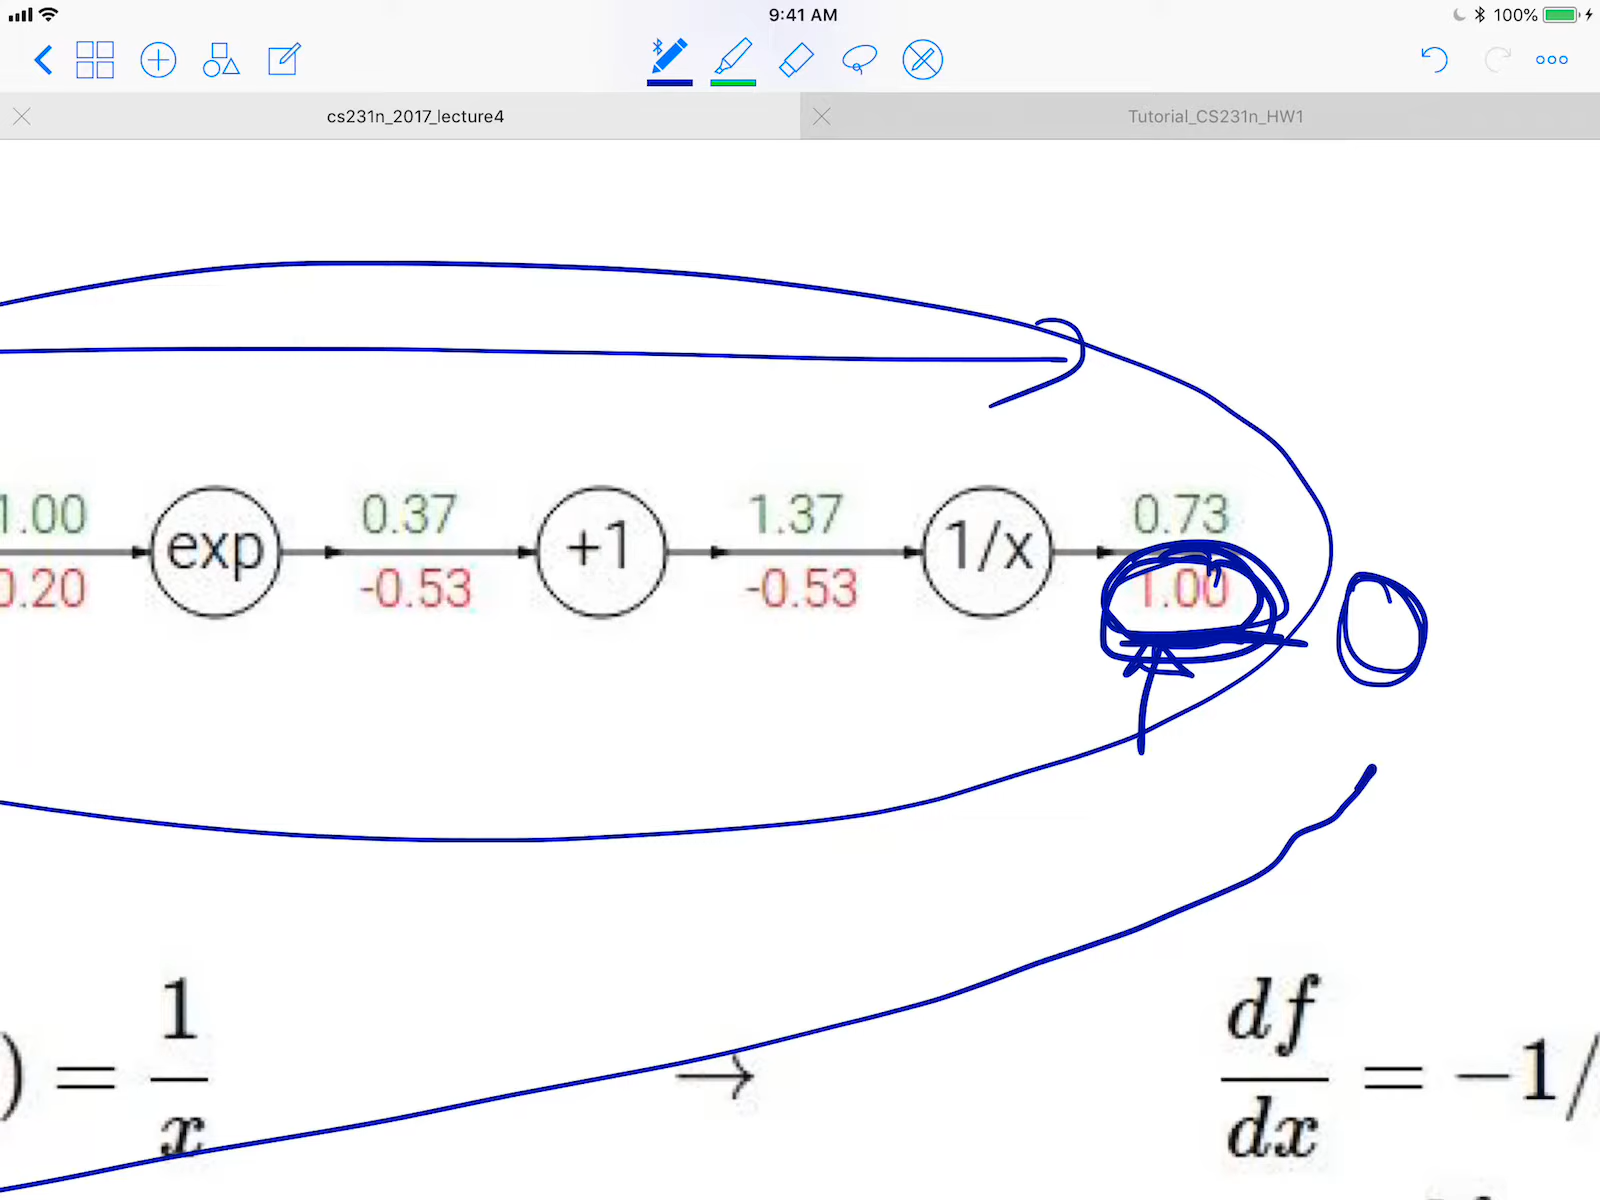 9:41 AM
100%
cs231n_2017_lecture4
Tutorial_CS231n_HW1
1.00 exp 0.37 +1 1.37 1/x 0.73
0.20 -0.53 -0.53 1.00
) = 1/x → df/dx = -1/